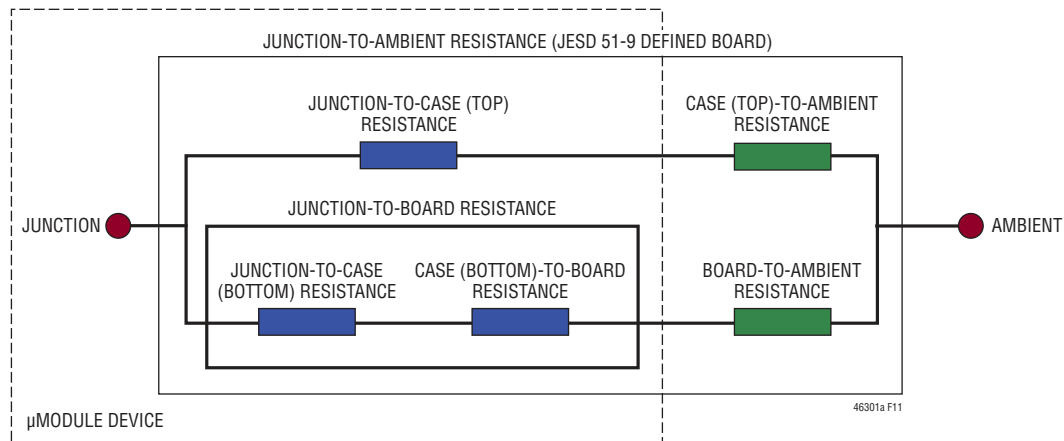 JUNCTION-TO-AMBIENT RESISTANCE (JESD 51-9 DEFINED BOARD)
JUNCTION-TO-CASE (TOP)
RESISTANCE
CASE (TOP)-TO-AMBIENT
RESISTANCE
JUNCTION
JUNCTION-TO-BOARD RESISTANCE
AMBIENT
JUNCTION-TO-CASE
(BOTTOM) RESISTANCE
CASE (BOTTOM)-TO-BOARD
RESISTANCE
BOARD-TO-AMBIENT
RESISTANCE
46301a F11
µMODULE DEVICE